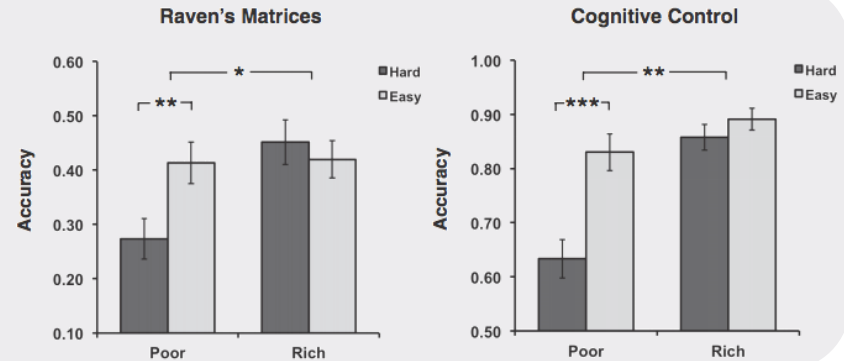 Raven's Matrices
Accuracy
0.60
0.50
0.40
0.30
0.20
0.10
*
**
Hard
Easy
Poor
Rich
Cognitive Control
Accuracy
1.00
0.90
0.80
0.70
0.60
0.50
**
***
Hard
Easy
Poor
Rich